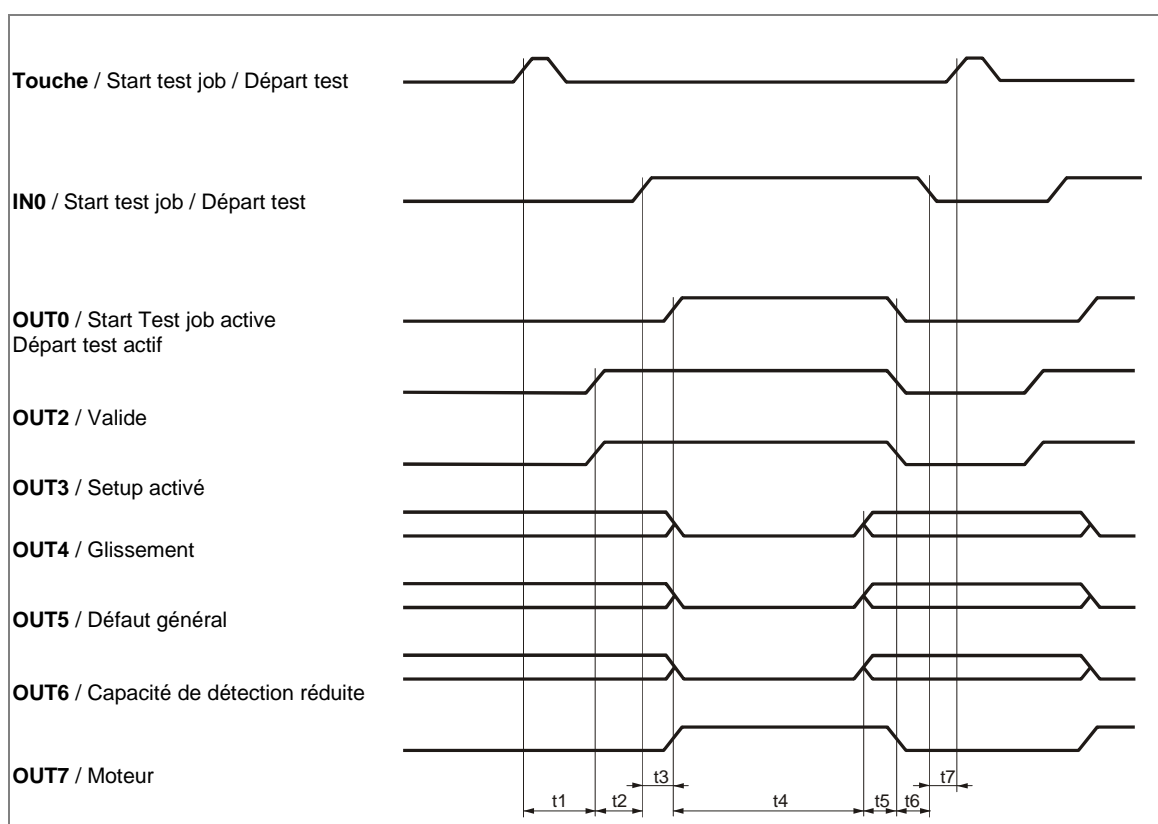 Touche / Start test job / Départ test
IN0 / Start test job / Départ test
OUT0 / Start Test job active
Départ test actif
OUT2 / Valide
OUT3 / Setup activé
OUT4 / Glissement
OUT5 / Défaut général
OUT6 / Capacité de détection réduite
OUT7 / Moteur
t3
t7
t1
t2
t4
t5
t6